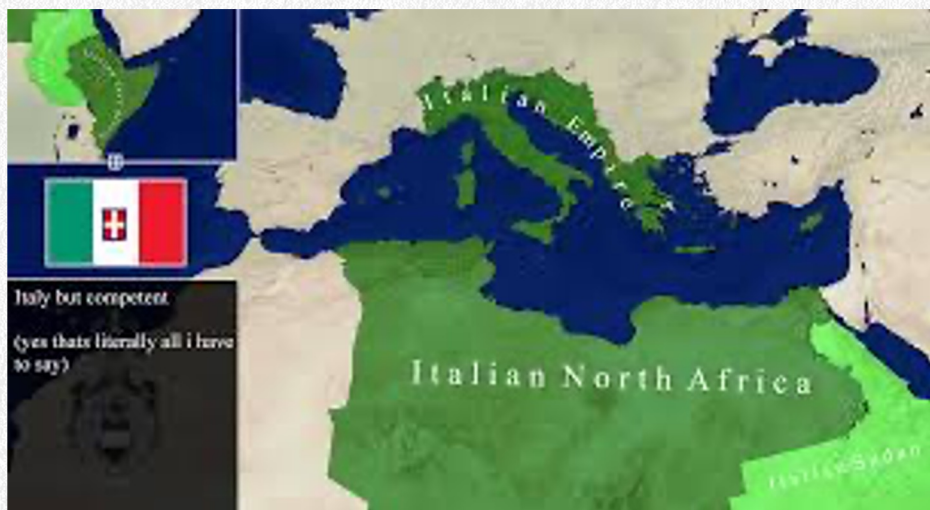 Italian Empire
Italy but competent
(yes thats literally all i have
to say)
Italian North Africa
Italian Sudan